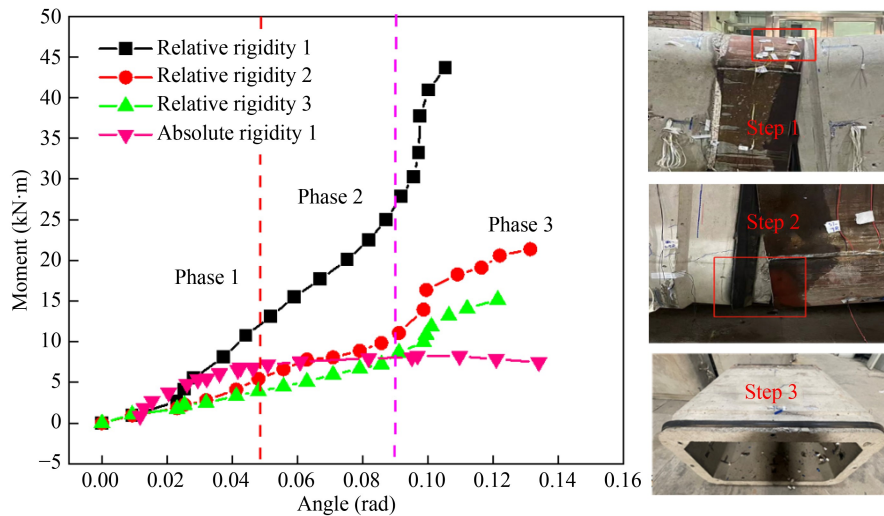 50
45
40
35
30
25
20
15
10
5
0
−5
Moment (kN·m)
Relative rigidity 1
Relative rigidity 2
Relative rigidity 3
Absolute rigidity 1
Phase 1
Phase 2
Phase 3
0.00 0.02 0.04 0.06 0.08 0.10 0.12 0.14 0.16
Angle (rad)
Step 1
Step 2
Step 3